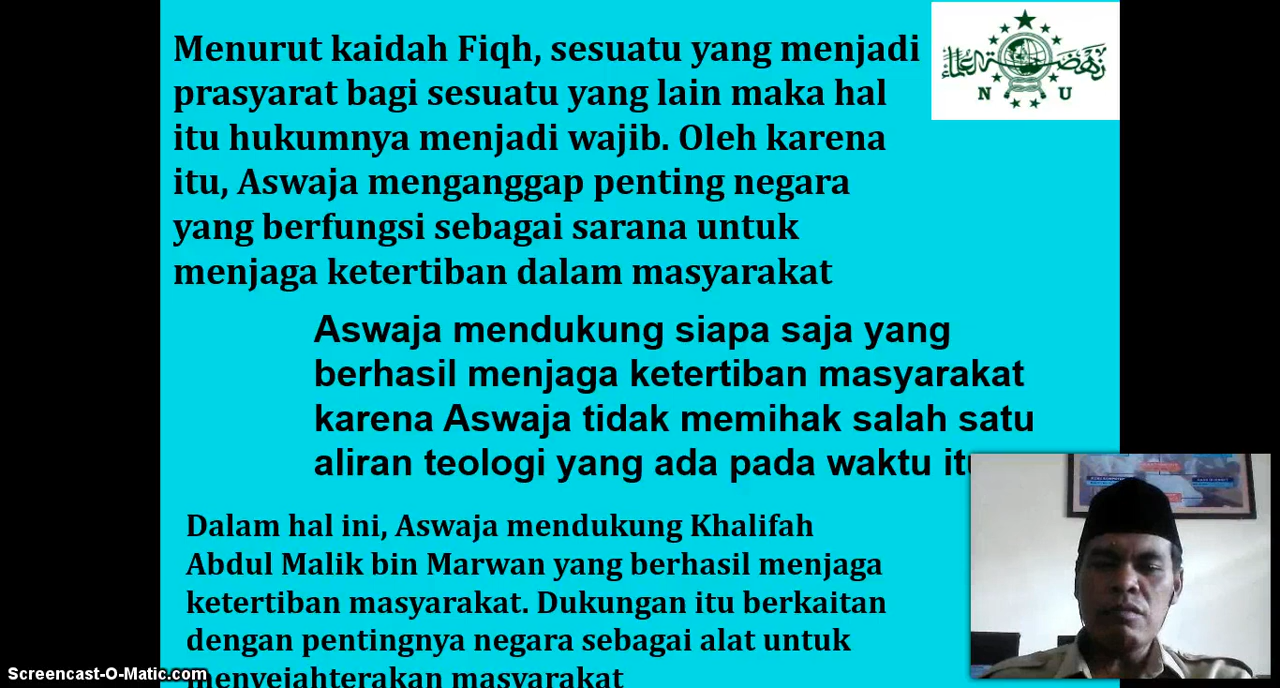 Menurut kaidah Fiqh, sesuatu yang menjadi
prasyarat bagi sesuatu yang lain maka hal
itu hukumnya menjadi wajib. Oleh karena
itu, Aswaja menganggap penting negara
yang berfungsi sebagai sarana untuk
menjaga ketertiban dalam masyarakat
نهضة العلماء
N U
Aswaja mendukung siapa saja yang
berhasil menjaga ketertiban masyarakat
karena Aswaja tidak memihak salah satu
aliran teologi yang ada pada waktu itu
Dalam hal ini, Aswaja mendukung Khalifah
Abdul Malik bin Marwan yang berhasil menjaga
ketertiban masyarakat. Dukungan itu berkaitan
dengan pentingnya negara sebagai alat untuk
menyejahterakan masyarakat
Screencast-O-Matic.com